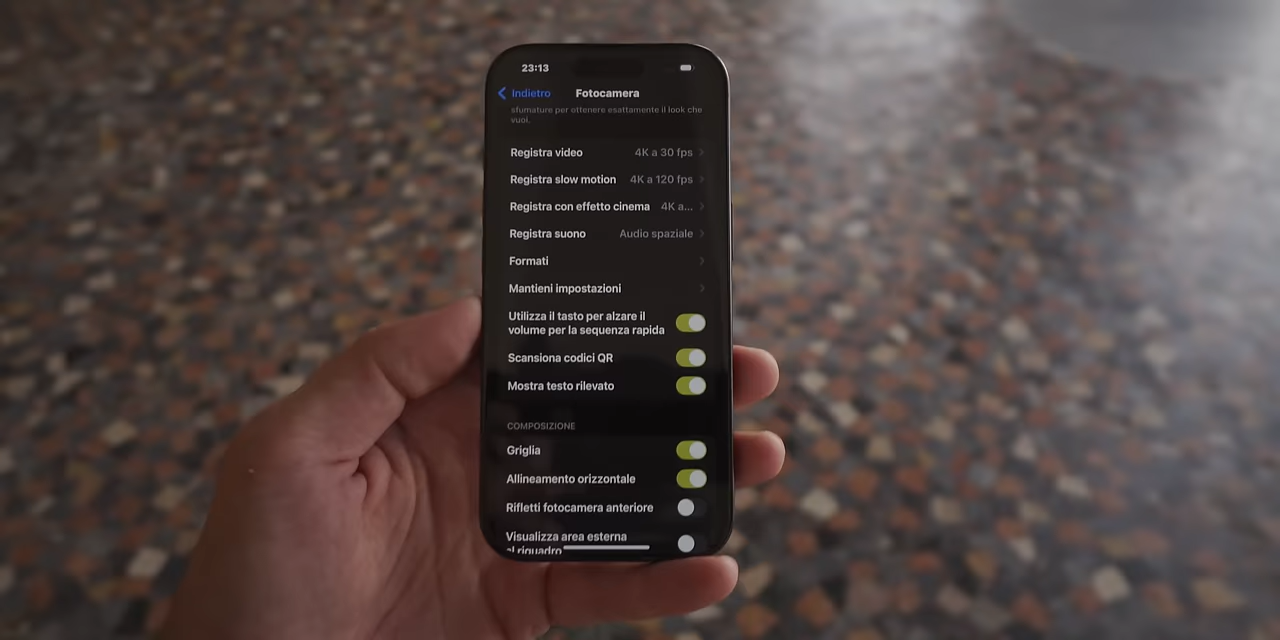 23:13
Indietro Fotocamera
sfumature per ottenere esattamente il look che
vuoi.
Registra video 4K a 30 fps
Registra slow motion 4K a 120 fps
Registra con effetto cinema 4K a...
Registra suono Audio spaziale
Formati
Mantieni impostazioni
Utilizza il tasto per alzare il
volume per la sequenza rapida
Scansiona codici QR
Mostra testo rilevato
COMPOSIZIONE
Griglia
Allineamento orizzontale
Rifletti fotocamera anteriore
Visualizza area esterna
al riquadro